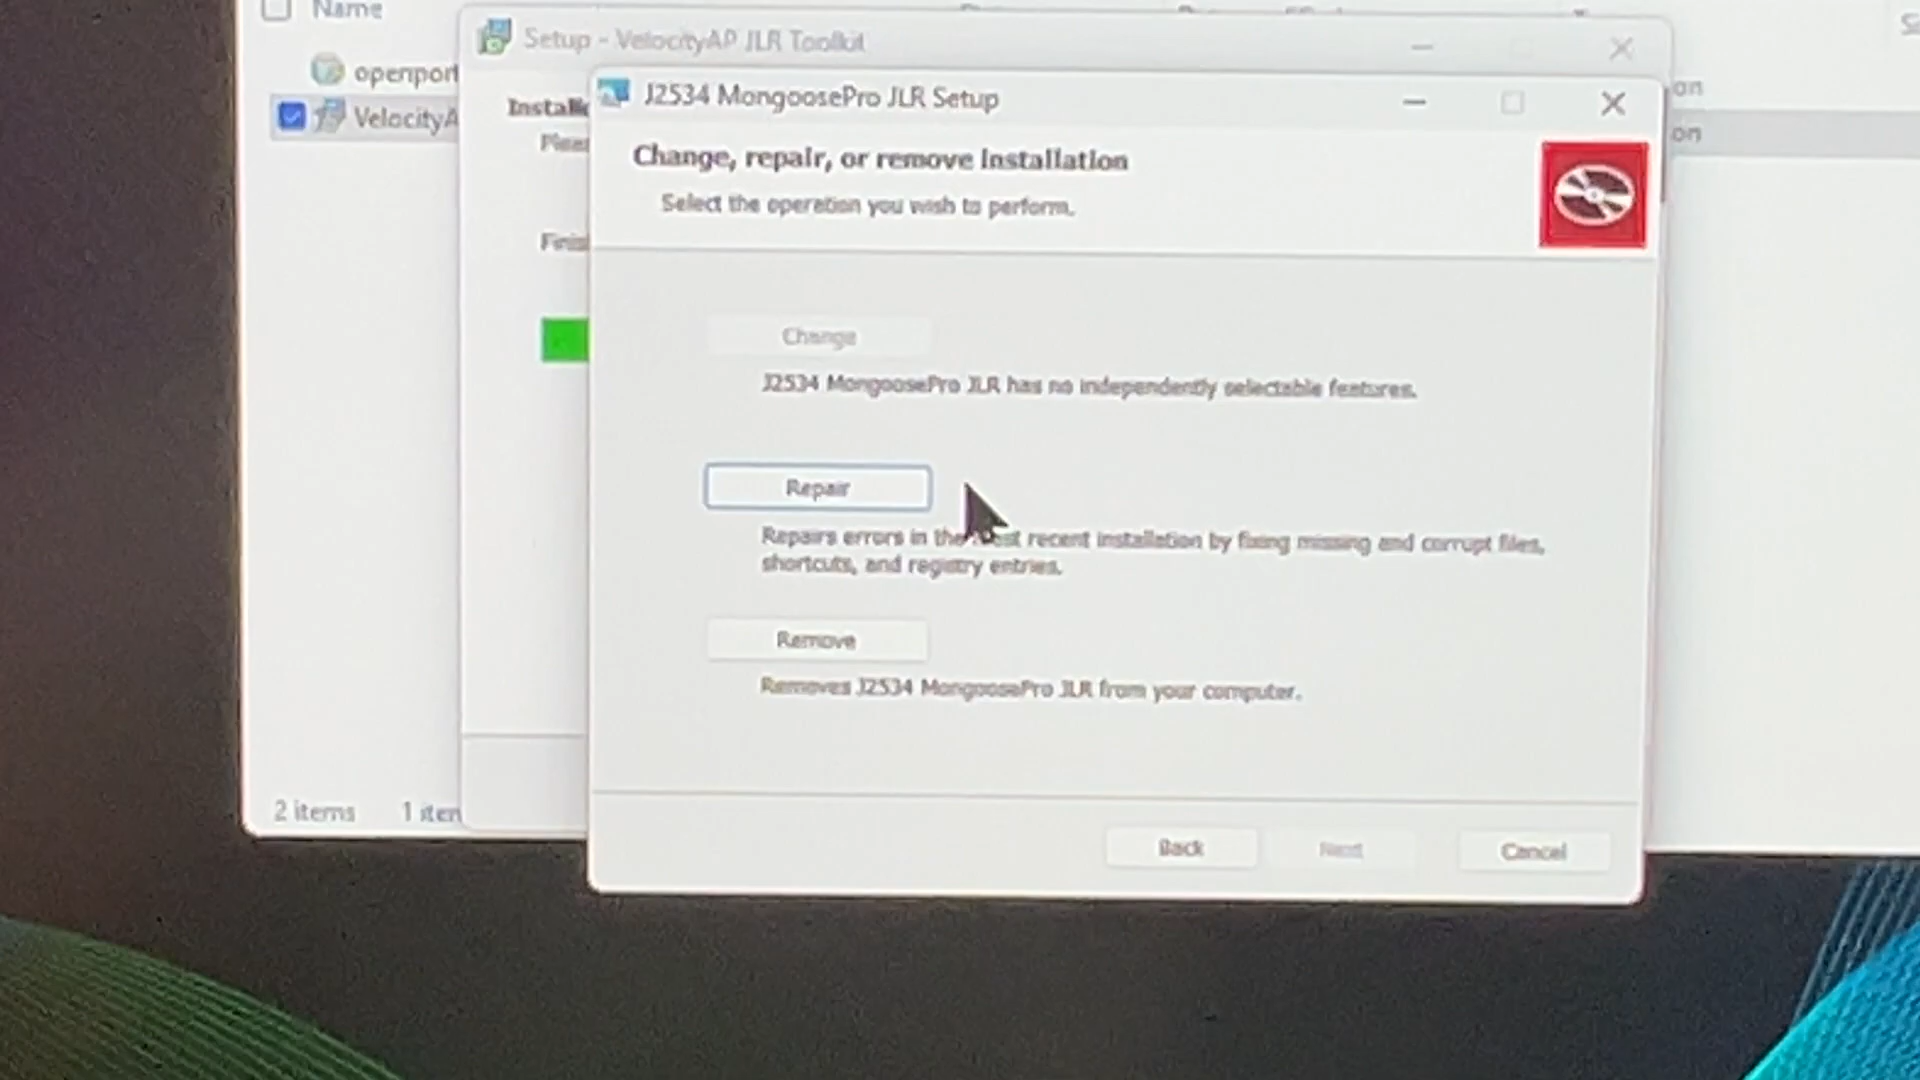 Name
openport
VelocityA
2 items
1 item
Setup - VelocityAP JLR Toolkit
J2534 MongoosePro JLR Setup
Change, repair, or remove installation
Select the operation you wish to perform.
Change
J2534 MongoosePro JLR has no independently selectable features.
Repair
Repairs errors in the most recent installation by fixing missing and corrupt files,
shortcuts, and registry entries.
Remove
Removes J2534 MongoosePro JLR from your computer.
Back
Next
Cancel
on
on